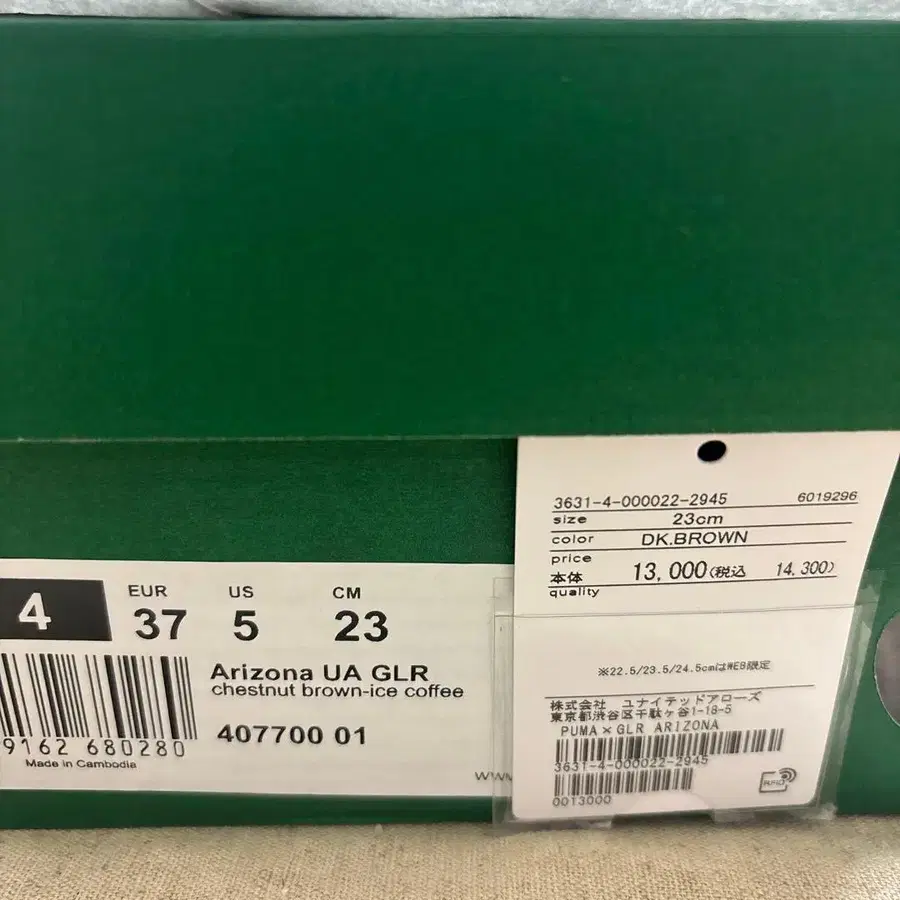 4
EUR
37
US
5
CM
23
Arizona UA GLR
chestnut brown-ice coffee
407700 01
9162 680280
Made in Cambodia
3631-4-000022-2945 6019296
size 23cm
color DK.BROWN
price
本体 13,000(税込 14,300)
quality
※22.5/23.5/24.5cmはWEB限定
株式会社 ユナイテッドアローズ
東京都渋谷区千駄ヶ谷1-18-5
PUMA×GLR ARIZONA
3631-4-000022-2945
0013000
RFID